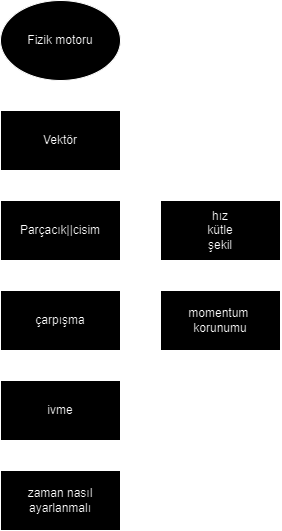 Fizik motoru
Vektör
Parçacık||cisim
hız
kütle
şekil
çarpışma
momentum
korunumu
ivme
zaman nasıl
ayarlanmalı